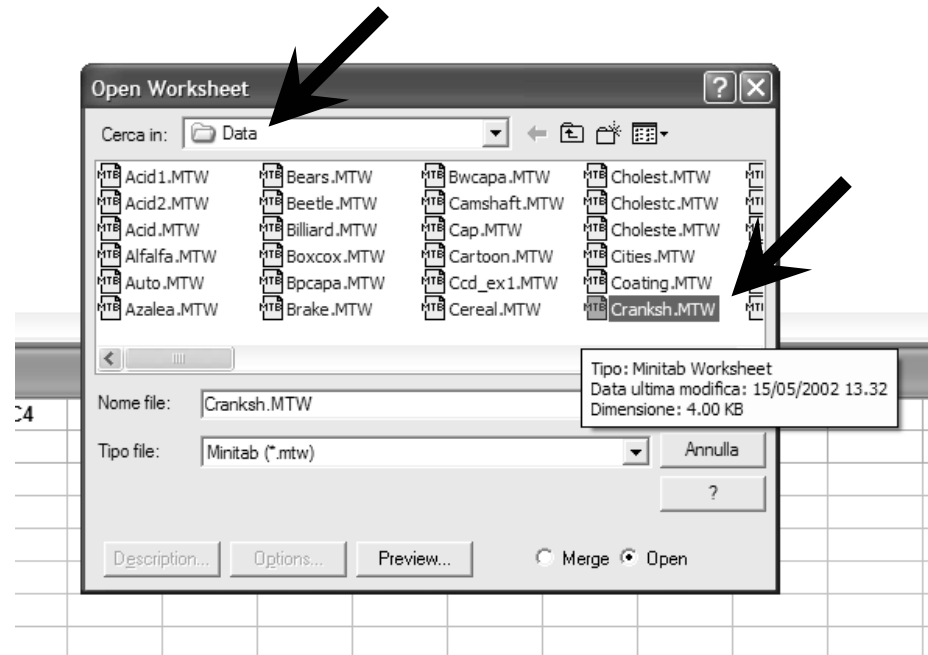 Open Worksheet
Cerca in: Data
Acid1.MTW Bears.MTW Bwcapa.MTW Cholest.MTW
Acid2.MTW Beetle.MTW Camshaft.MTW Cholestc.MTW
Acid.MTW Billiard.MTW Cap.MTW Choleste.MTW
Alfalfa.MTW Boxcox.MTW Cartoon.MTW Cities.MTW
Auto.MTW Bpcapa.MTW Ccd_ex1.MTW Coating.MTW
Azalea.MTW Brake.MTW Cereal.MTW Cranksh.MTW
Tipo: Minitab Worksheet
Data ultima modifica: 15/05/2002 13.32
Dimensione: 4.00 KB
C4
Nome file: Cranksh.MTW
Tipo file: Minitab (*.mtw) Annulla
?
Description... Options... Preview... Merge Open